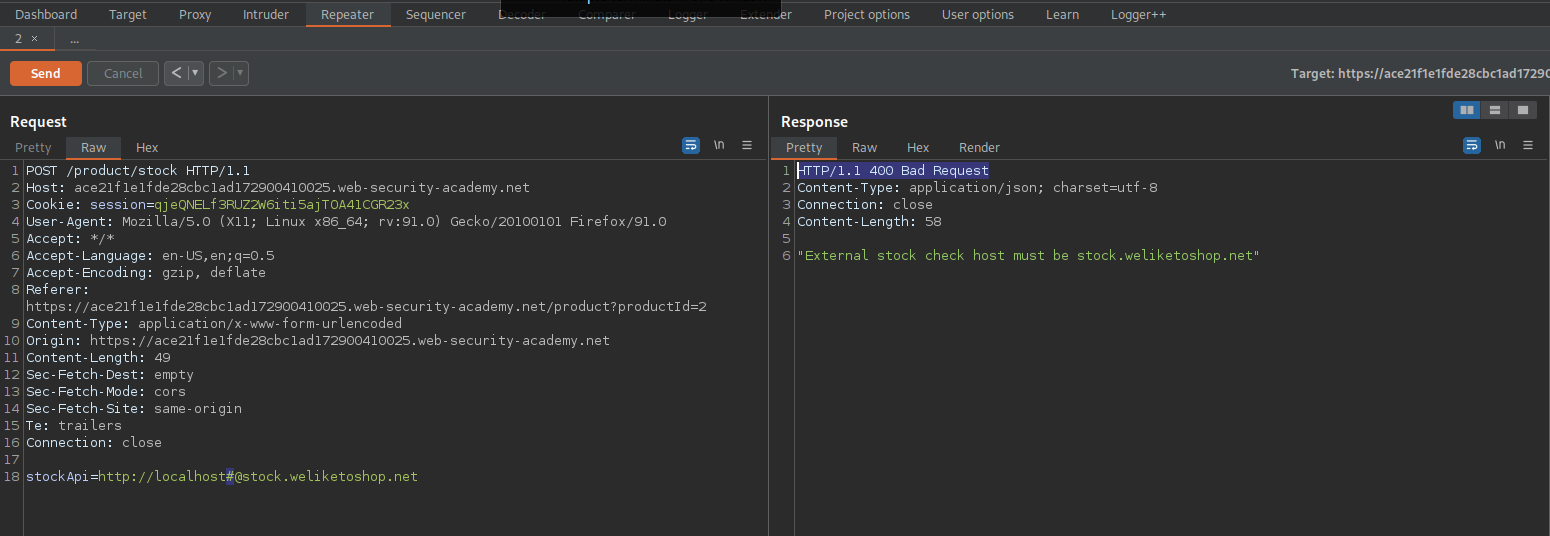 Dashboard Target Proxy Intruder Repeater Sequencer Decoder Comparer Logger Extender Project options User options Learn Logger++
2 × ...
Send Cancel < ▼ > ▼ Target: https://ace21f1e1fde28cbc1ad17290
Request
Pretty Raw Hex \n ≡
1 POST /product/stock HTTP/1.1
2 Host: ace21f1e1fde28cbc1ad172900410025.web-security-academy.net
3 Cookie: session=qjeQNELf3RUZ2W6iti5ajTOA41CGR23x
4 User-Agent: Mozilla/5.0 (X11; Linux x86_64; rv:91.0) Gecko/20100101 Firefox/91.0
5 Accept: */*
6 Accept-Language: en-US,en;q=0.5
7 Accept-Encoding: gzip, deflate
8 Referer:
https://ace21f1e1fde28cbc1ad172900410025.web-security-academy.net/product?productId=2
9 Content-Type: application/x-www-form-urlencoded
10 Origin: https://ace21f1e1fde28cbc1ad172900410025.web-security-academy.net
11 Content-Length: 49
12 Sec-Fetch-Dest: empty
13 Sec-Fetch-Mode: cors
14 Sec-Fetch-Site: same-origin
15 Te: trailers
16 Connection: close
17
18 stockApi=http://localhost#@stock.weliketoshop.net
Response
Pretty Raw Hex Render \n ≡
1 HTTP/1.1 400 Bad Request
2 Content-Type: application/json; charset=utf-8
3 Connection: close
4 Content-Length: 58
5
6 "External stock check host must be stock.weliketoshop.net"